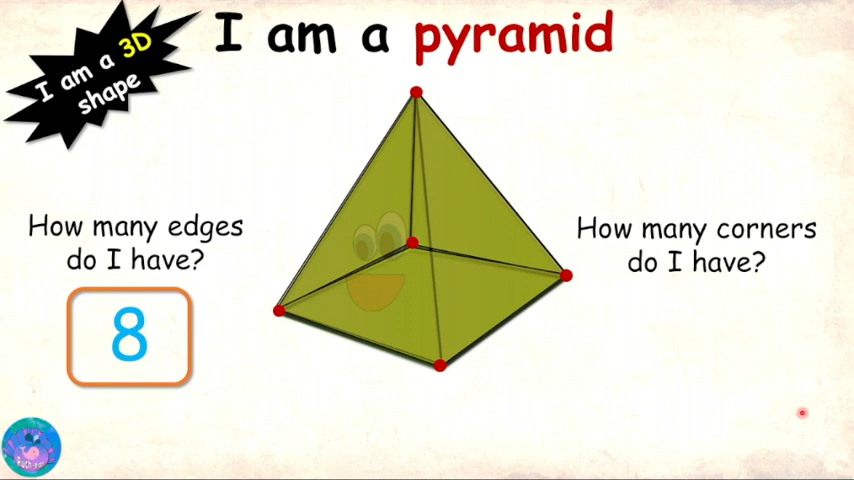 I am a pyramid
I am a 3D
shape
How many edges
do I have?
8
How many corners
do I have?